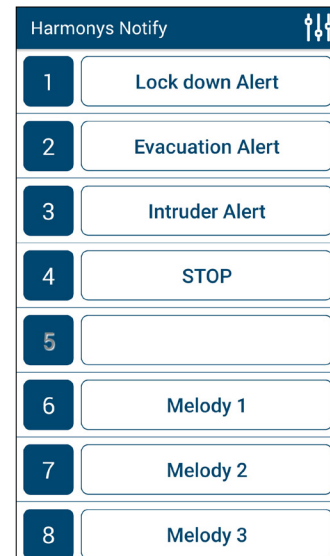 Harmonys Notify
1 Lock down Alert
2 Evacuation Alert
3 Intruder Alert
4 STOP
5
6 Melody 1
7 Melody 2
8 Melody 3